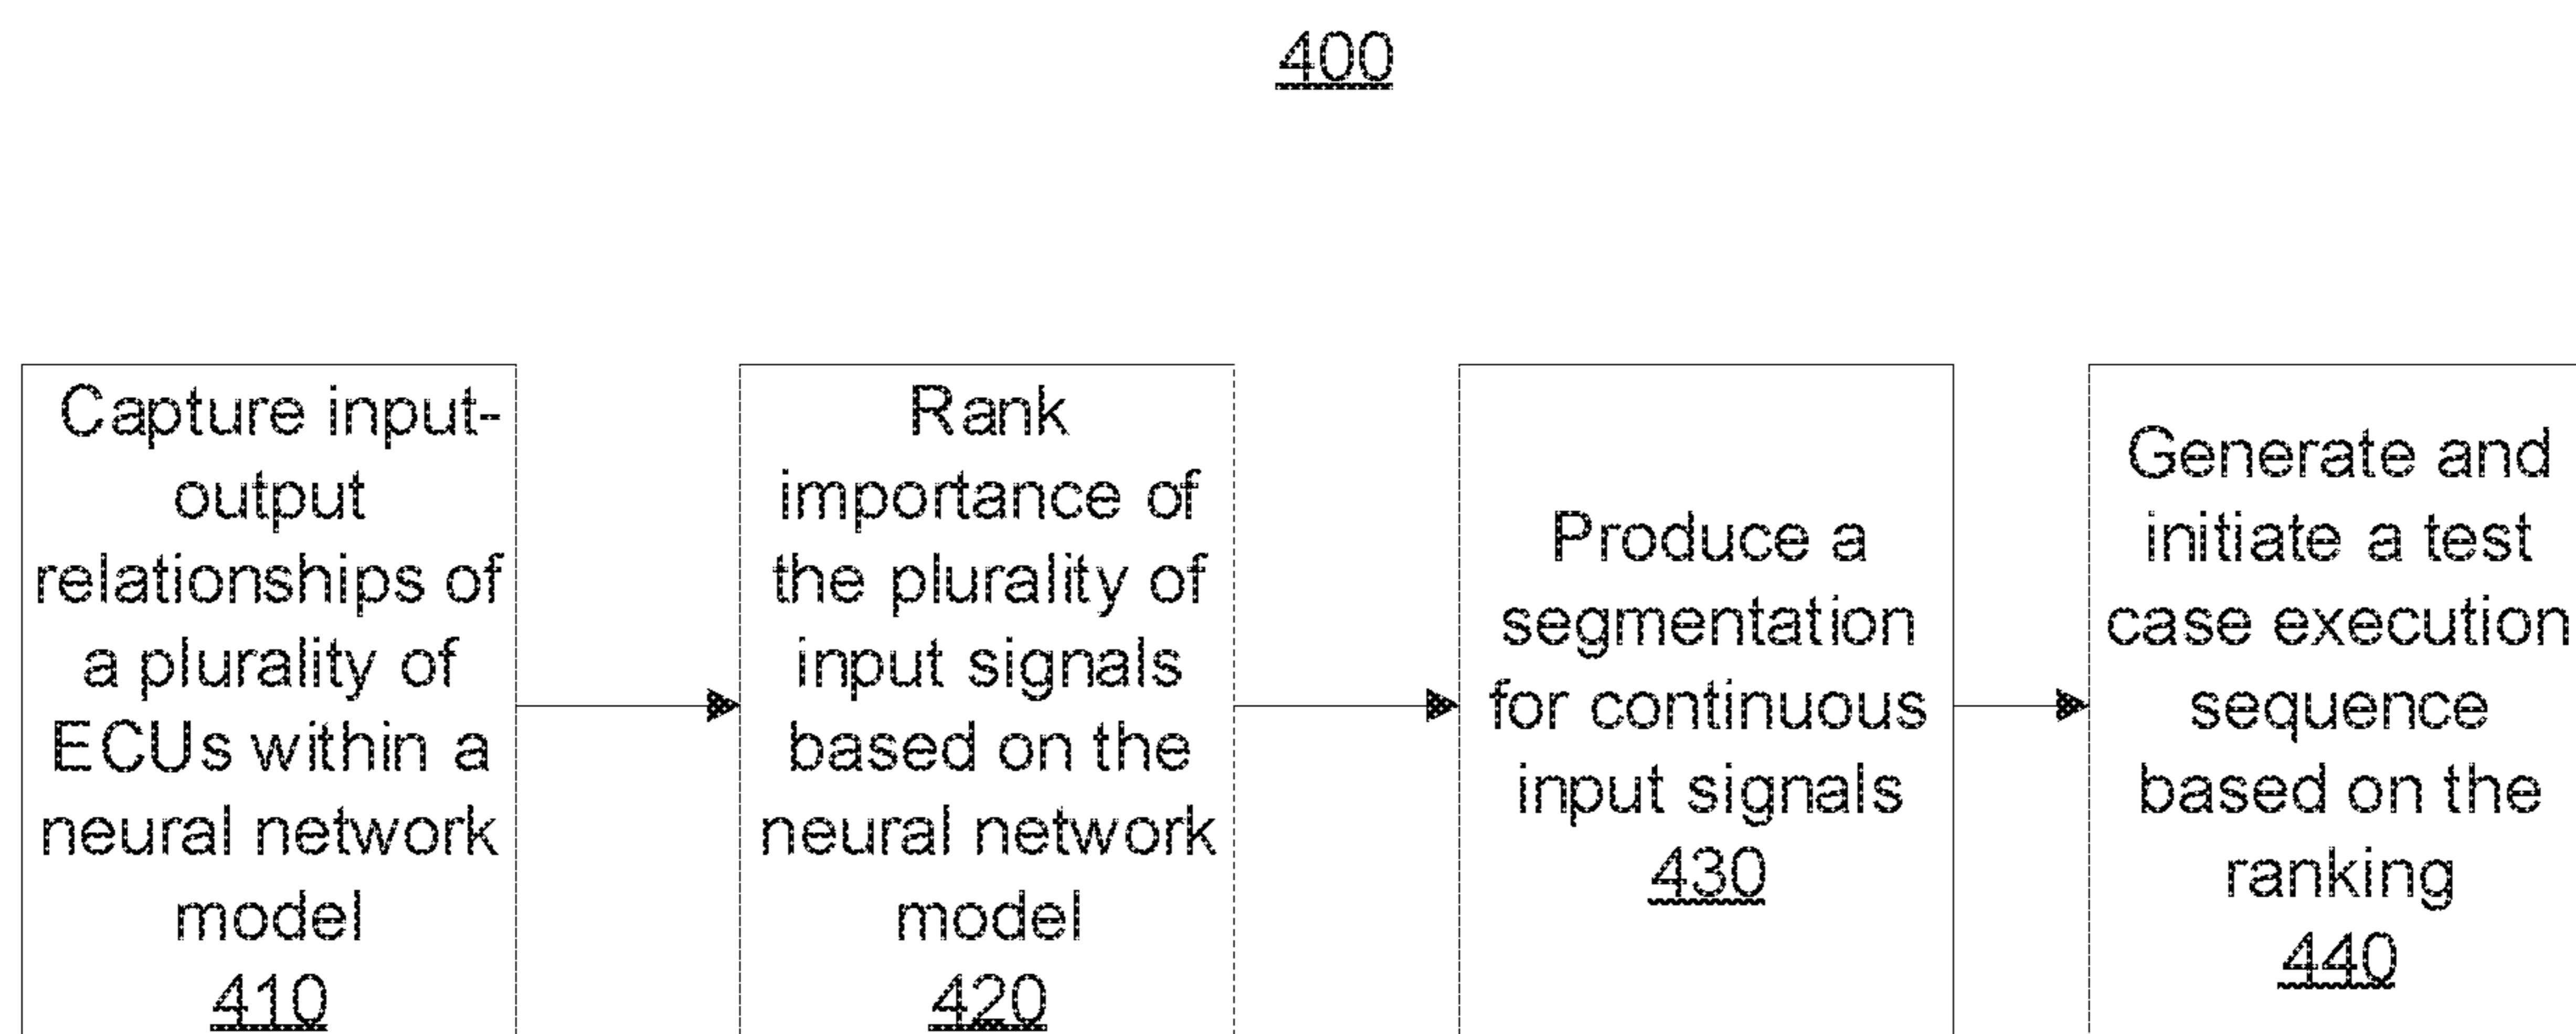 400
Capture input-
output
relationships of
a plurality of
ECUs within a
neural network
model
410
Rank
importance of
the plurality of
input signals
based on the
neural network
model
420
Produce a
segmentation
for continuous
input signals
430
Generate and
initiate a test
case execution
sequence
based on the
ranking
440